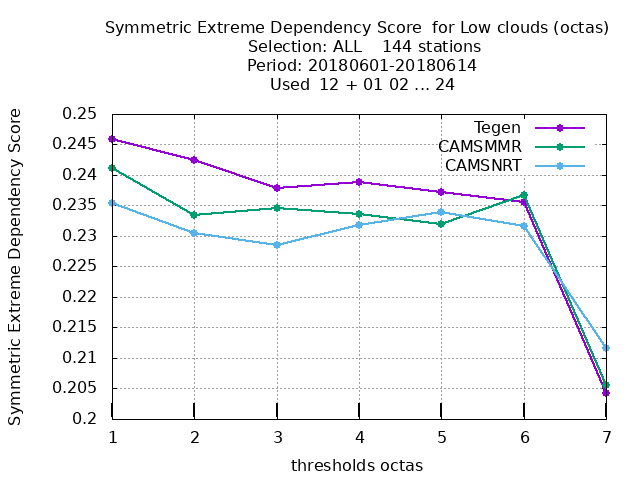 Symmetric Extreme Dependency Score  for Low clouds (octas)
Selection: ALL    144 stations
Period: 20180601-20180614
Used  12 + 01 02 ... 24
Tegen
CAMSMMR
CAMSNRT
Symmetric Extreme Dependency Score
0.25
0.245
0.24
0.235
0.23
0.225
0.22
0.215
0.21
0.205
0.2
1 2 3 4 5 6 7
thresholds octas